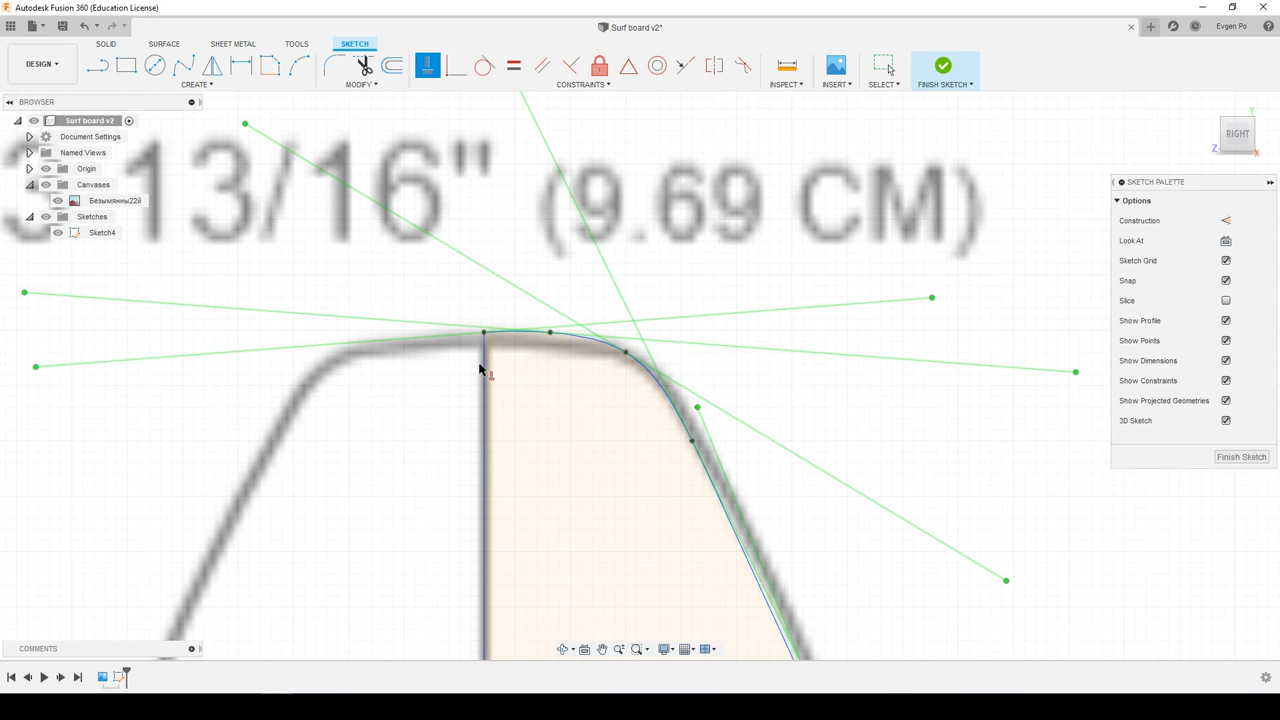 Autodesk Fusion 360 (Education License)
Surf board v2*
Evgen Po
DESIGN
SOLID SURFACE SHEET METAL TOOLS SKETCH
CREATE MODIFY CONSTRAINTS INSPECT INSERT SELECT FINISH SKETCH
BROWSER
Surf board v2
Document Settings
Named Views
Origin
Canvases
Безымянны22й
Sketches
Sketch4
3 13/16" (9.69 CM)
Y
RIGHT
Z
X
SKETCH PALETTE
Options
Construction
Look At
Sketch Grid
Snap
Slice
Show Profile
Show Points
Show Dimensions
Show Constraints
Show Projected Geometries
3D Sketch
Finish Sketch
COMMENTS